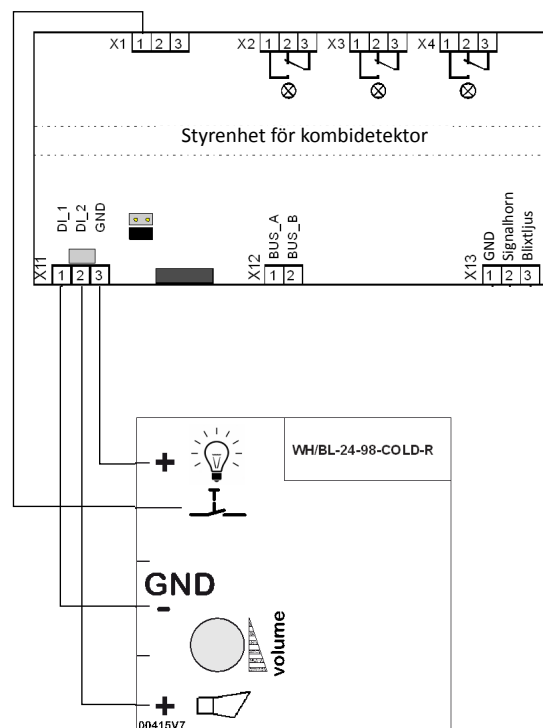 X1 1 2 3 X2 1 2 3 X3 1 2 3 X4 1 2 3
Styrenhet för kombidetektor
X11 DI_1 DI_2 GND
1 2 3
X12 BUS_A BUS_B
1 2
X13 GND Signalhorn Blixtljus
1 2 3
WH/BL-24-98-COLD-R
+
GND
-
volume
+
00415V7